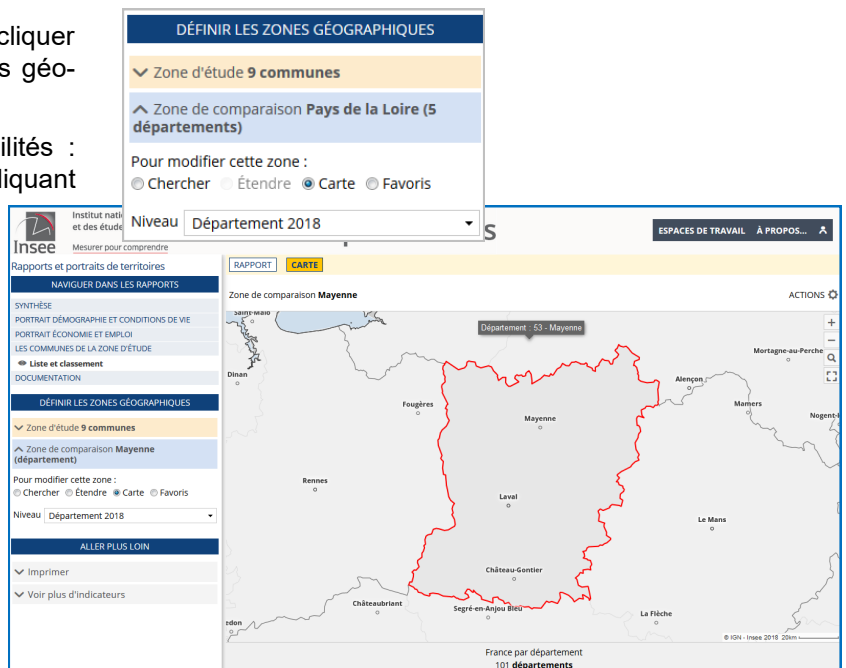 cliquer
s géo-
ilités :
liquant
DÉFINIR LES ZONES GÉOGRAPHIQUES
Zone d'étude 9 communes
Zone de comparaison Pays de la Loire (5
départements)
Pour modifier cette zone :
Chercher Étendre Carte Favoris
Niveau Département 2018
Insee
Institut nati
et des étude
Mesurer pour comprendre
s
ESPACES DE TRAVAIL À PROPOS...
Rapports et portraits de territoires
NAVIGUER DANS LES RAPPORTS
SYNTHÈSE
PORTRAIT DÉMOGRAPHIE ET CONDITIONS DE VIE
PORTRAIT ÉCONOMIE ET EMPLOI
LES COMMUNES DE LA ZONE D'ÉTUDE
Liste et classement
DOCUMENTATION
DÉFINIR LES ZONES GÉOGRAPHIQUES
Zone d'étude 9 communes
Zone de comparaison Mayenne
(département)
Pour modifier cette zone :
Chercher Étendre Carte Favoris
Niveau Département 2018
ALLER PLUS LOIN
Imprimer
Voir plus d'indicateurs
RAPPORT CARTE
Zone de comparaison Mayenne
ACTIONS
Saint-Malo
Département : 53 - Mayenne
Mortagne-au-Perche
Dinan
Alençon
Fougères
Mamers
Mayenne
Nogent-l
Rennes
Laval
Le Mans
Château-Gontier
Châteaubriant
Segré-en-Anjou Bleu
La Flèche
edon
© IGN - Insee 2018 20km
France par département
101 départements